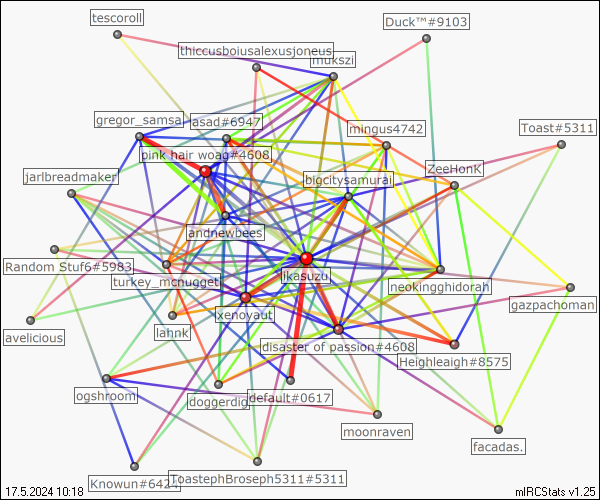 tescoroll
Duck™#9103
thiccusboiusalexusjoneus
mukszi
gregor_samsa
asad#6947
mingus4742
Toast#5311
pink hair woag#4608
ZeeHonK
jarlbreadmaker
bigcitysamurai
andnewbees
Random Stuf6#5983
jkasuzu
turkey_mcnugget
neokingghidorah
gazpachoman
xenoyaut
avelicious
lahnk
disaster of passion#4608
Heighleaigh#8575
ogshroom
doggerdig
default#0617
moonraven
facadas.
Knowun#6424
ToastephBroseph5311#5311
17.5.2024 10:18
mIRCStats v1.25